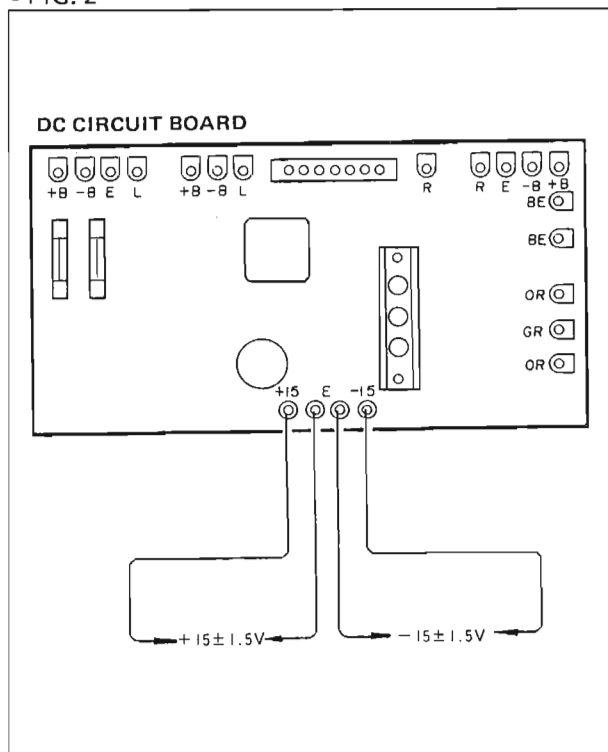 FIG. 2
DC CIRCUIT BOARD
+B -B E L +B -B L R R E -B +B
BE
BE
OR
GR
OR
+15 E -15
+15±1.5V -15±1.5V